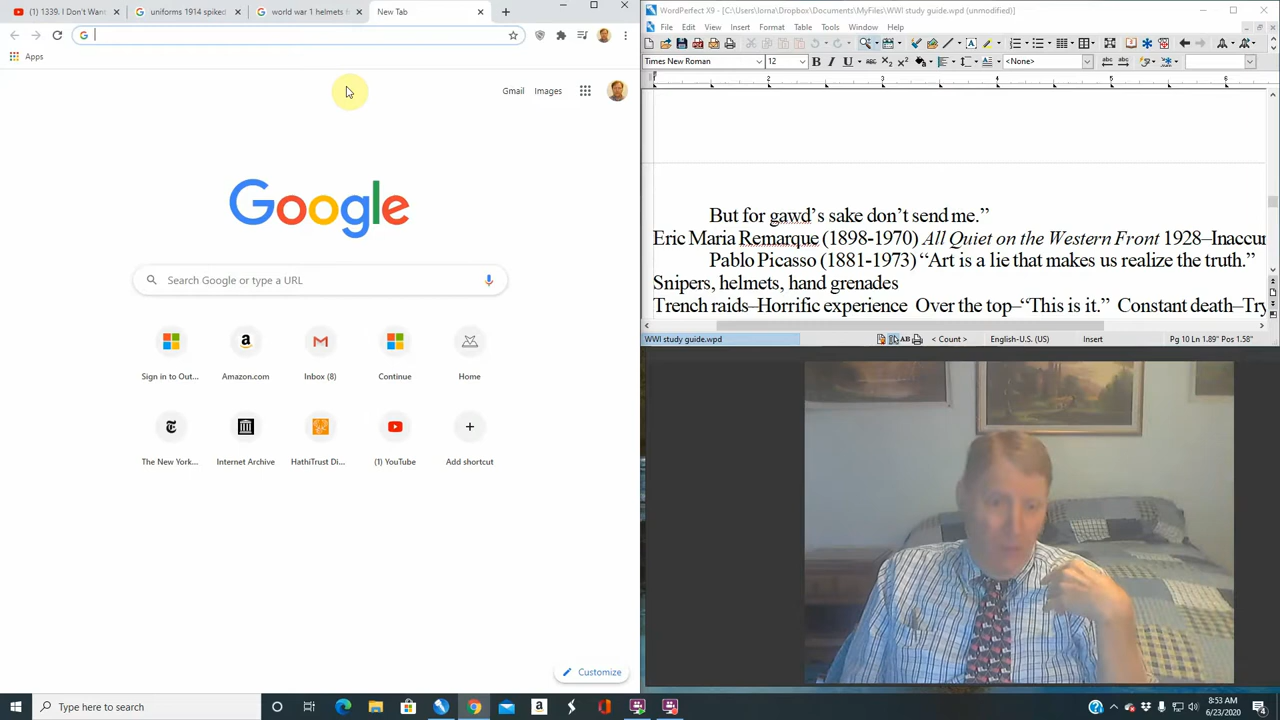 (1) 1339. I Don't Wan
uniforms 1914 spiked
world war 1 helmets f
New Tab
Apps
Gmail
Images
Google
Search Google or type a URL
Sign in to Out...
Amazon.com
Inbox (8)
Continue
Home
The New York...
Internet Archive
HathiTrust Di...
(1) YouTube
Add shortcut
Customize
WordPerfect X9 - [C:\Users\lorna\Dropbox\Documents\MyFiles\WWI study guide.wpd (unmodified)]
File Edit View Insert Format Table Tools Window Help
Times New Roman
12
<None>
2 3 4
But for gawd's sake don't send me.”
Eric Maria Remarque (1898-1970) All Quiet on the Western Front 1928–Inaccur
Pablo Picasso (1881-1973) “Art is a lie that makes us realize the truth.”
Snipers, helmets, hand grenades
Trench raids–Horrific experience Over the top–“This is it.” Constant death–Try
WWI study guide.wpd
AB
< Count >
English-U.S. (US)
Insert
Pg 10 Ln 1.89" Pos 1.58"
Type here to search
8:53 AM
6/23/2020